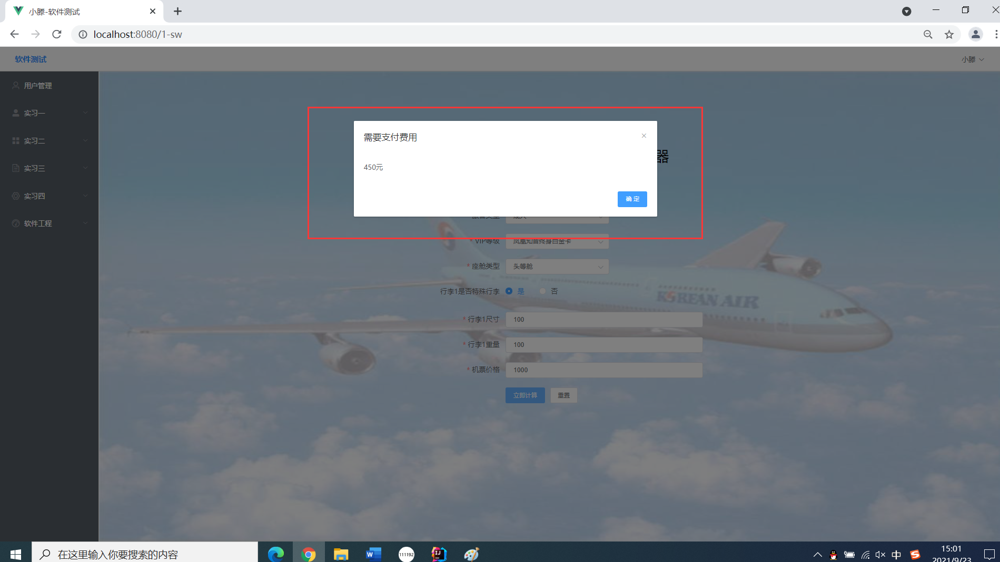 小滕-软件测试
localhost:8080/1-sw
软件测试
小滕
用户管理
实习一
实习二
实习三
实习四
软件工程
需要支付费用
450元
确 定
器
* VIP等级
凤凰知音终身白金卡
* 座舱类型
头等舱
行李1是否特殊行李
是
否
* 行李1尺寸
100
* 行李1重量
100
* 机票价格
1000
立即计算
重置
KOREAN AIR
在这里输入你要搜索的内容
W
111192
IJ
中
S
15:01
2021/9/23